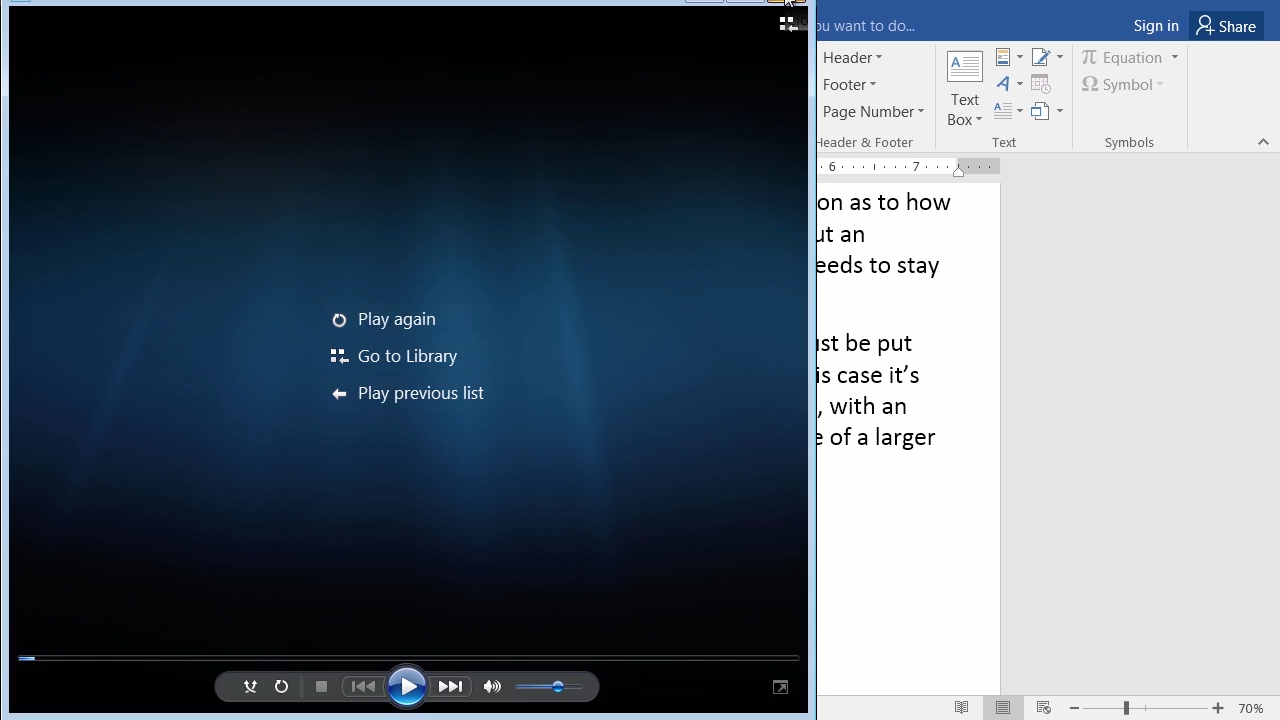 you want to do...
Sign in
Share
Header
Footer
Page Number
Header & Footer
Text
Box
Text
Equation
Symbol
Symbols
6
7
on as to how
ut an
eeds to stay
ust be put
is case it's
, with an
e of a larger
Play again
Go to Library
Play previous list
70%